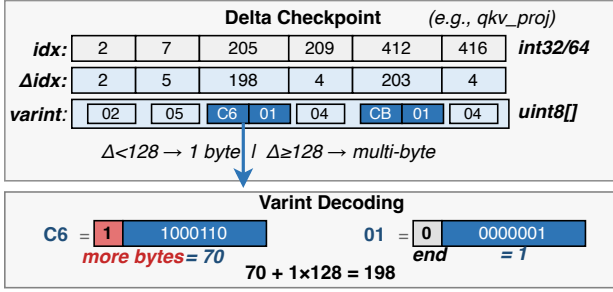 Delta Checkpoint (e.g., qkv_proj)
idx: 2 7 205 209 412 416 int32/64
Δidx: 2 5 198 4 203 4
varint: 02 05 C6 01 04 CB 01 04 uint8[]
Δ<128 → 1 byte / Δ≥128 → multi-byte
Varint Decoding
C6 = 1 1000110 01 = 0 0000001
more bytes = 70 end = 1
70 + 1×128 = 198